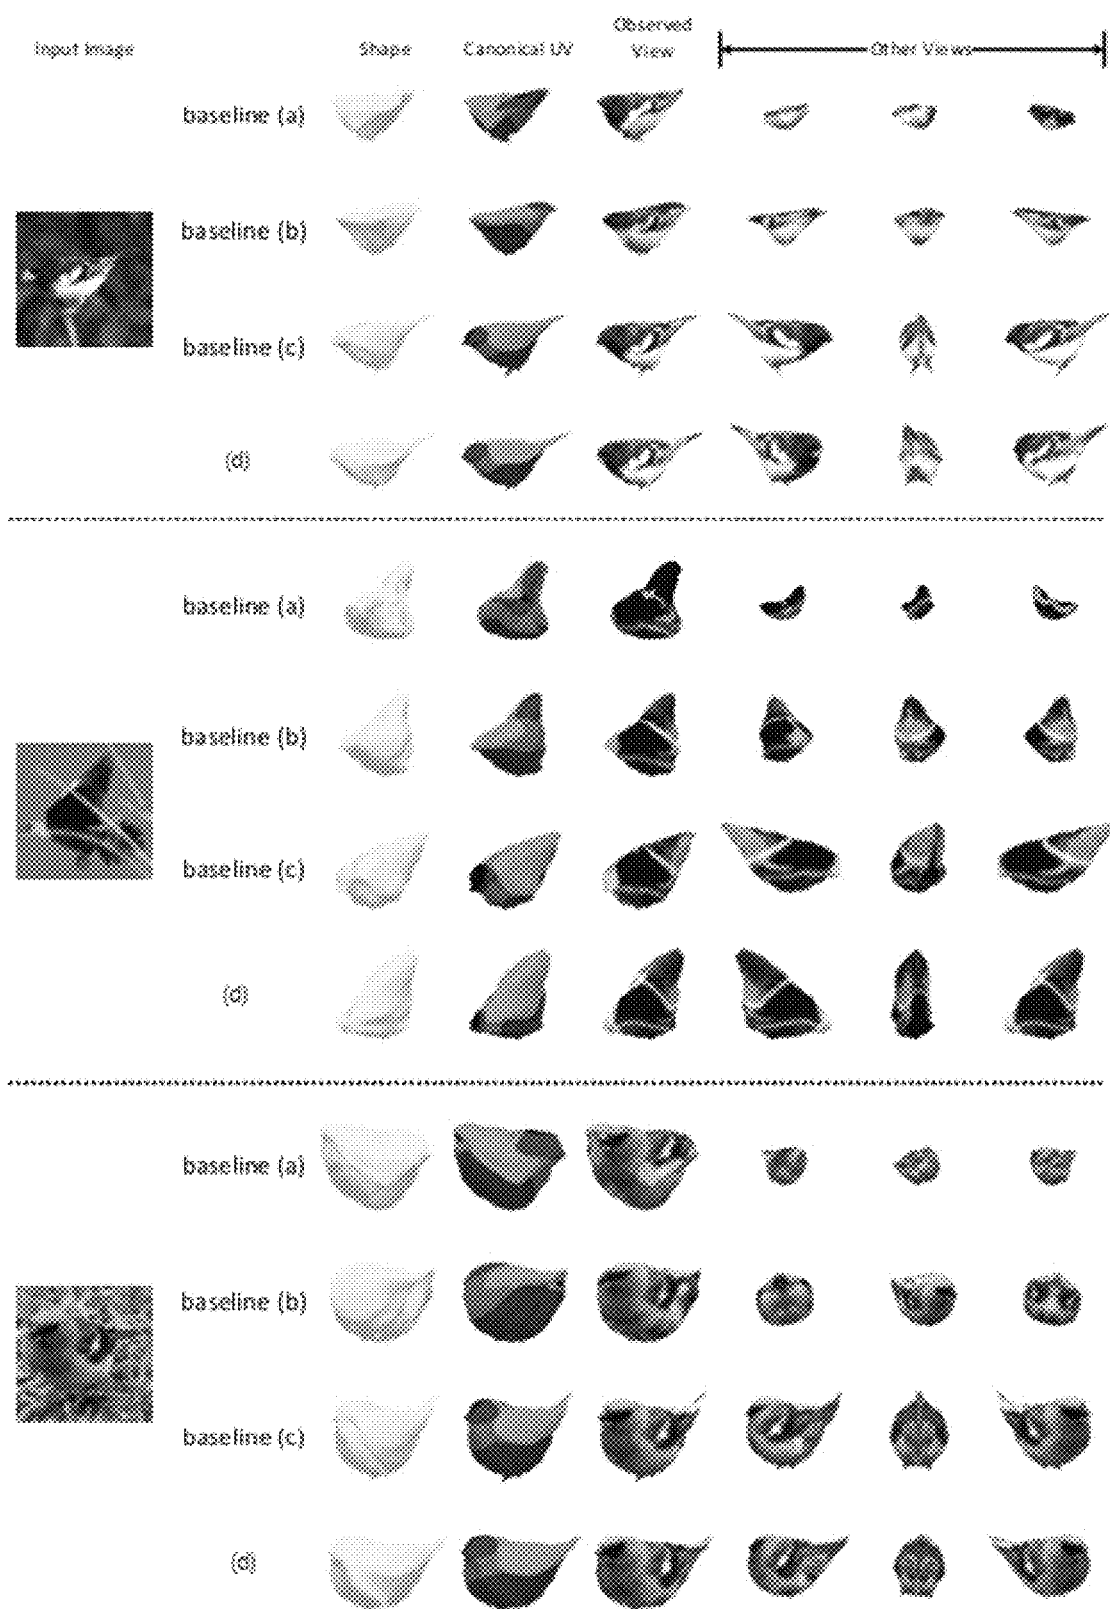 Input Image
Shape
Canonical UV
Observed
View
Other Views
baseline (a)
baseline (b)
baseline (c)
(d)
baseline (a)
baseline (b)
baseline (c)
(d)
baseline (a)
baseline (b)
baseline (c)
(d)